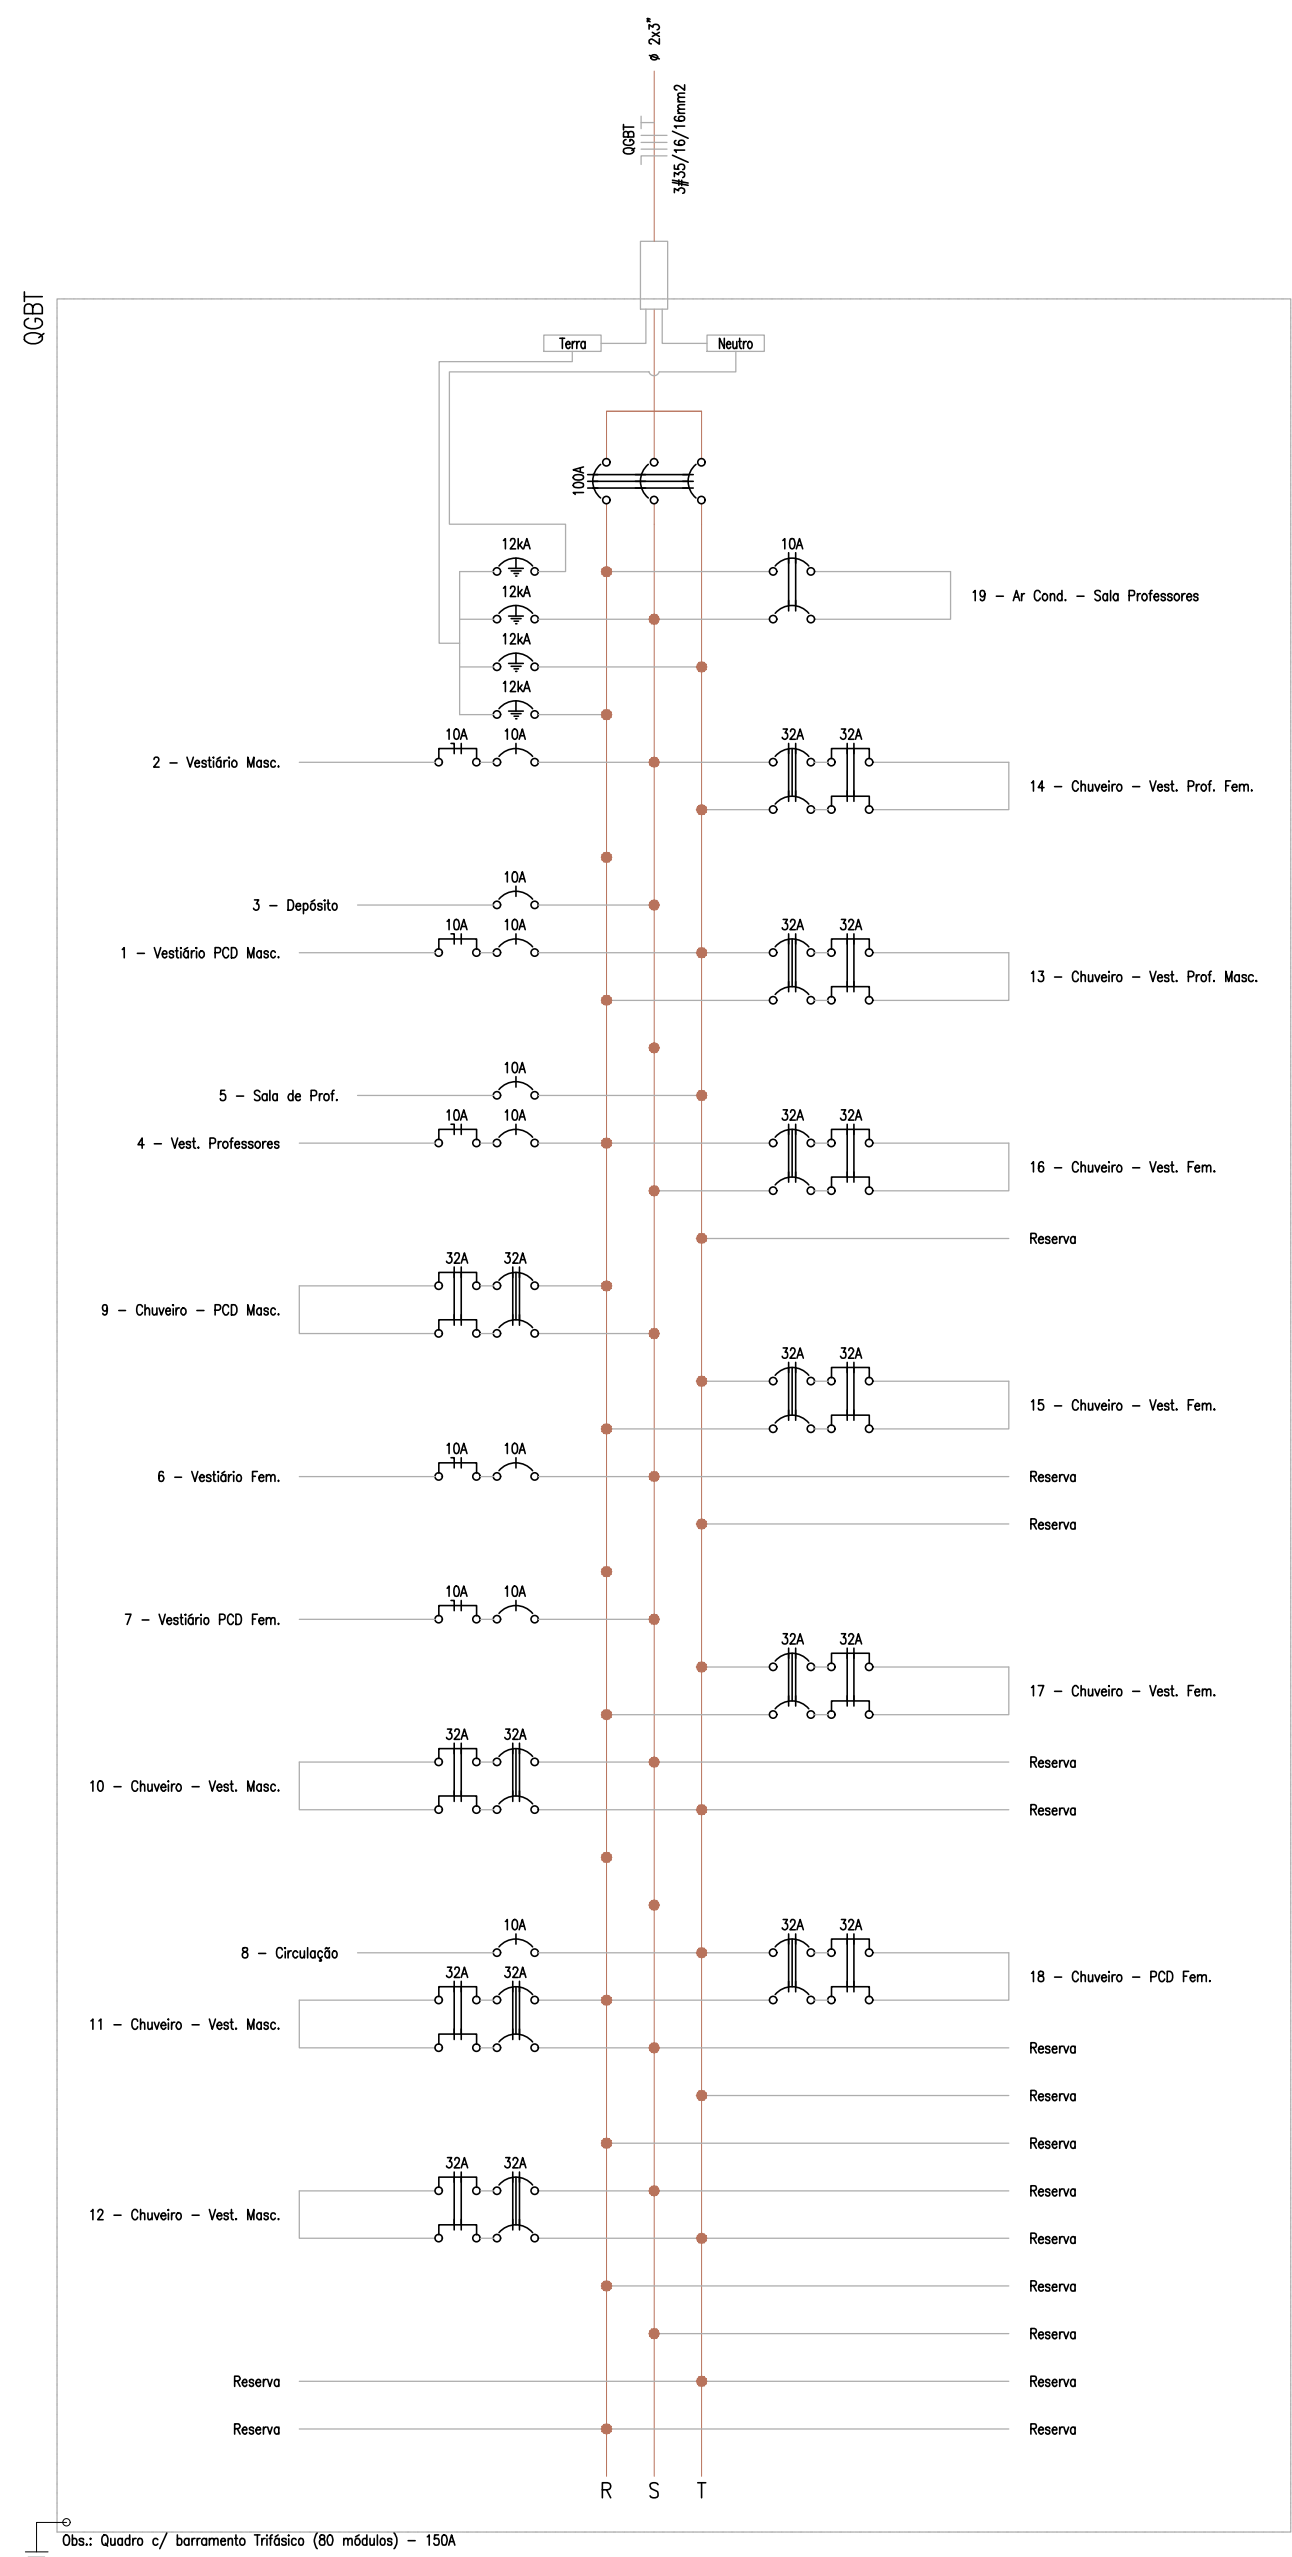 ø 2x3"
QGBT
3#35/16/16mm2
QGBT
Terra
Neutro
100A
12kA
10A
19 - Ar Cond. - Sala Professores
12kA
12kA
12kA
10A
10A
32A
32A
2 - Vestiário Masc.
14 - Chuveiro - Vest. Prof. Fem.
10A
3 - Depósito
10A
10A
32A
32A
1 - Vestiário PCD Masc.
13 - Chuveiro - Vest. Prof. Masc.
10A
5 - Sala de Prof.
10A
10A
32A
32A
4 - Vest. Professores
16 - Chuveiro - Vest. Fem.
Reserva
32A
32A
9 - Chuveiro - PCD Masc.
32A
32A
15 - Chuveiro - Vest. Fem.
10A
10A
6 - Vestiário Fem.
Reserva
Reserva
10A
10A
7 - Vestiário PCD Fem.
32A
32A
17 - Chuveiro - Vest. Fem.
32A
32A
Reserva
10 - Chuveiro - Vest. Masc.
Reserva
10A
32A
32A
8 - Circulação
18 - Chuveiro - PCD Fem.
32A
32A
11 - Chuveiro - Vest. Masc.
Reserva
Reserva
Reserva
32A
32A
Reserva
12 - Chuveiro - Vest. Masc.
Reserva
Reserva
Reserva
Reserva
Reserva
Reserva
Reserva
R S T
Obs.: Quadro c/ barramento Trifásico (80 módulos) - 150A